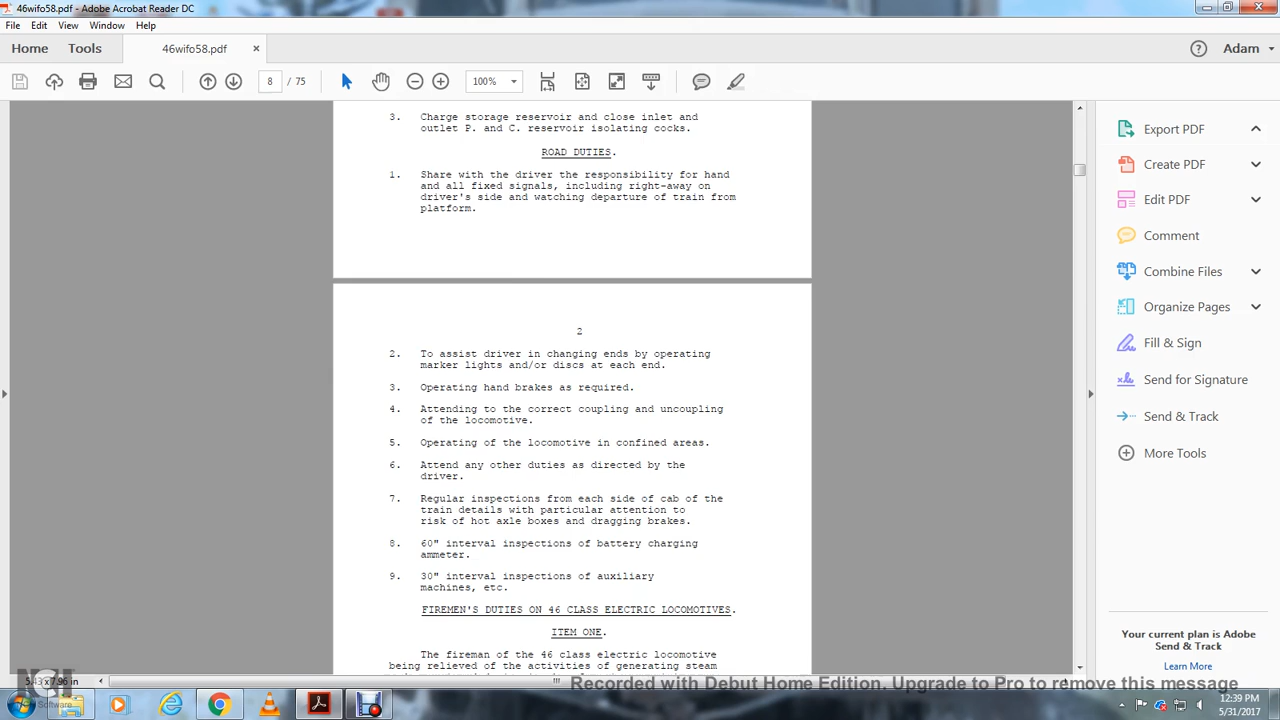 46wifo58.pdf - Adobe Acrobat Reader DC
File Edit View Window Help
Home Tools 46wifo58.pdf × Adam
8 / 75 100%
3. Charge storage reservoir and close inlet and
outlet P. and C. reservoir isolating cocks.
ROAD DUTIES.
1. Share with the driver the responsibility for hand
and all fixed signals, including right-away on
driver's side and watching departure of train from
platform.
2
2. To assist driver in changing ends by operating
marker lights and/or discs at each end.
3. Operating hand brakes as required.
4. Attending to the correct coupling and uncoupling
of the locomotive.
5. Operating of the locomotive in confined areas.
6. Attend any other duties as directed by the
driver.
7. Regular inspections from each side of cab of the
train details with particular attention to
risk of hot axle boxes and dragging brakes.
8. 60" interval inspections of battery charging
ammeter.
9. 30" interval inspections of auxiliary
machines, etc.
FIREMEN'S DUTIES ON 46 CLASS ELECTRIC LOCOMOTIVES.
ITEM ONE.
The fireman of the 46 class electric locomotive
being relieved of the activities of generating steam
Export PDF
Create PDF
Edit PDF
Comment
Combine Files
Organize Pages
Fill & Sign
Send for Signature
Send & Track
More Tools
Your current plan is Adobe
Send & Track
Learn More
5.43 x 7.96 in
NCH Software
Recorded with Debut Home Edition. Upgrade to Pro to remove this message
12:39 PM
5/31/2017